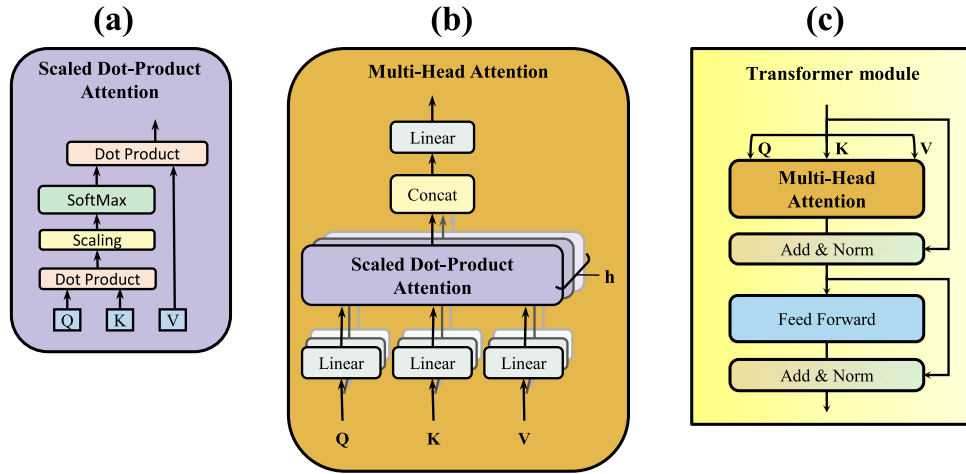 (a)
Scaled Dot-Product
Attention
Dot Product
SoftMax
Scaling
Dot Product
Q
K
V
(b)
Multi-Head Attention
Linear
Concat
Scaled Dot-Product
Attention
h
Linear
Linear
Linear
Q
K
V
(c)
Transformer module
Q
K
V
Multi-Head
Attention
Add & Norm
Feed Forward
Add & Norm